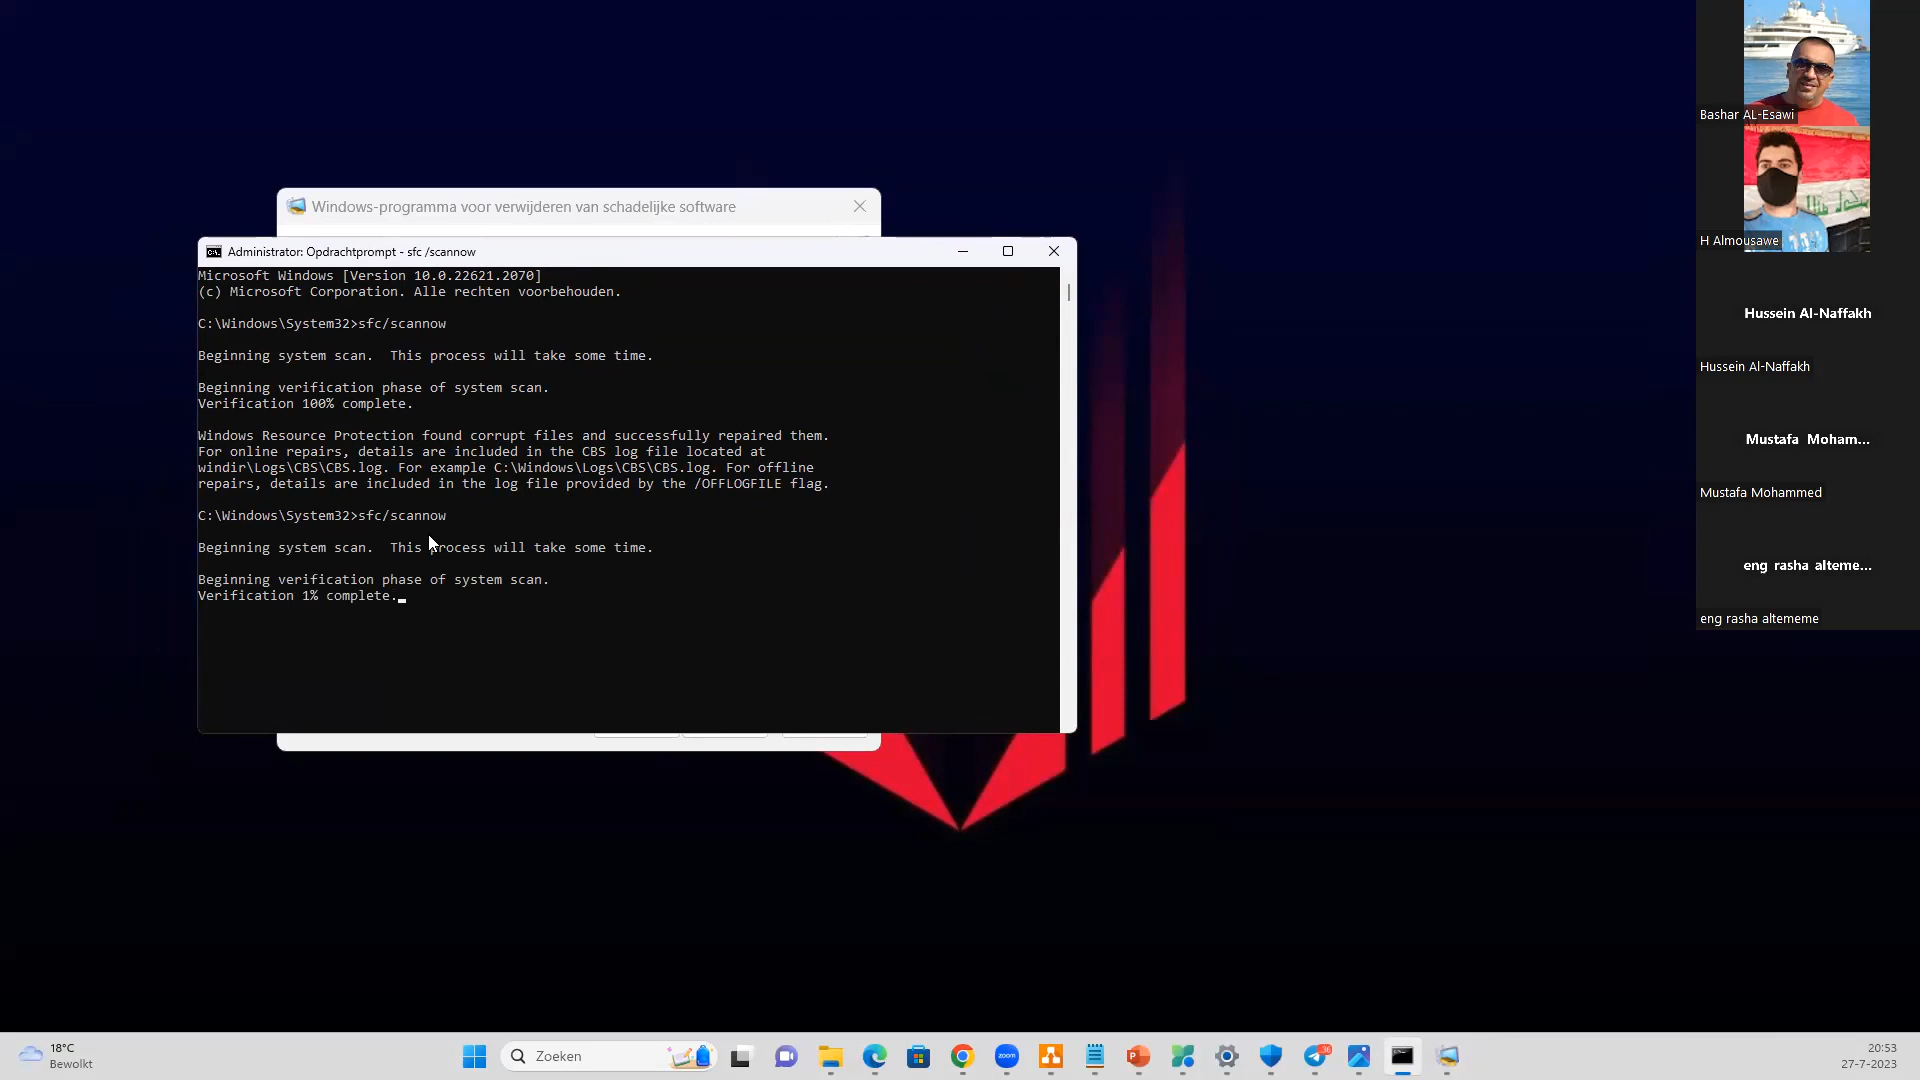 Windows-programma voor verwijderen van schadelijke software
Administrator: Opdrachtprompt - sfc /scannow
Microsoft Windows [Version 10.0.22621.2070]
(c) Microsoft Corporation. Alle rechten voorbehouden.
C:\Windows\System32>sfc/scannow
Beginning system scan.  This process will take some time.
Beginning verification phase of system scan.
Verification 100% complete.
Windows Resource Protection found corrupt files and successfully repaired them.
For online repairs, details are included in the CBS log file located at
windir\Logs\CBS\CBS.log. For example C:\Windows\Logs\CBS\CBS.log. For offline
repairs, details are included in the log file provided by the /OFFLOGFILE flag.
C:\Windows\System32>sfc/scannow
Beginning system scan.  This process will take some time.
Beginning verification phase of system scan.
Verification 1% complete.
Bashar AL-Esawi
H Almousawe
Hussein Al-Naffakh
Hussein Al-Naffakh
Mustafa Moham...
Mustafa Mohammed
eng rasha alteme...
eng rasha altememe
18°C
Bewolkt
Zoeken
zoom
36
20:53
27-7-2023